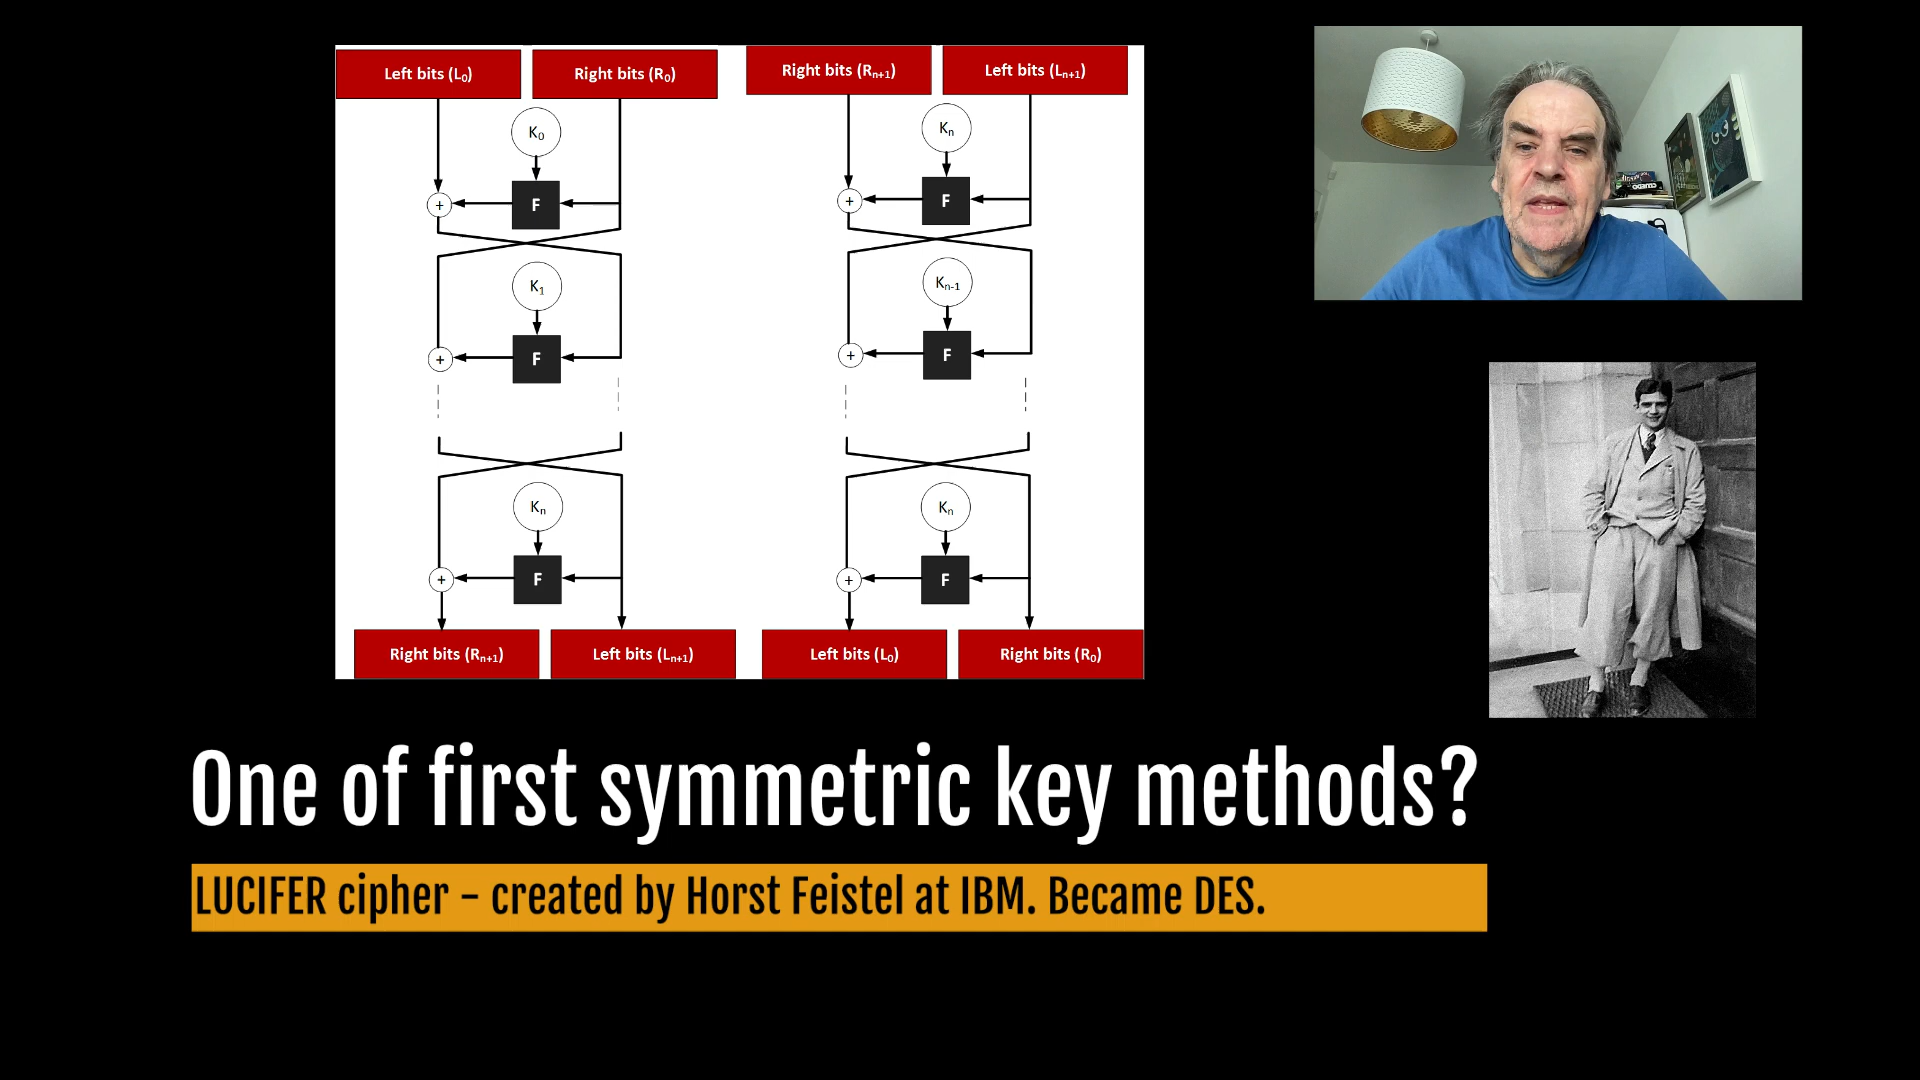 Left bits (L0) Right bits (R0) Right bits (Rn+1) Left bits (Ln+1)
K0 Kn
+ F + F
K1 Kn-1
+ F + F
Kn Kn
+ F + F
Right bits (Rn+1) Left bits (Ln+1) Left bits (L0) Right bits (R0)
One of first symmetric key methods?
LUCIFER cipher – created by Horst Feistel at IBM. Became DES.